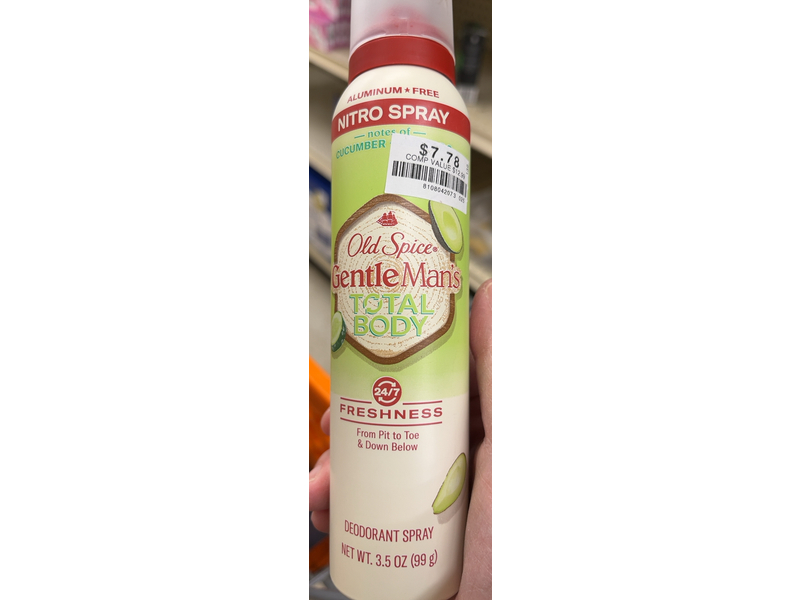 ALUMINUM ★ FREE
NITRO SPRAY
notes of
CUCUMBER
$7.78
COMP VALUE
8108042073
Old Spice®
GentleMan's
TOTAL
BODY
24/7
FRESHNESS
From Pit to Toe
& Down Below
DEODORANT SPRAY
NET WT. 3.5 OZ (99 g)